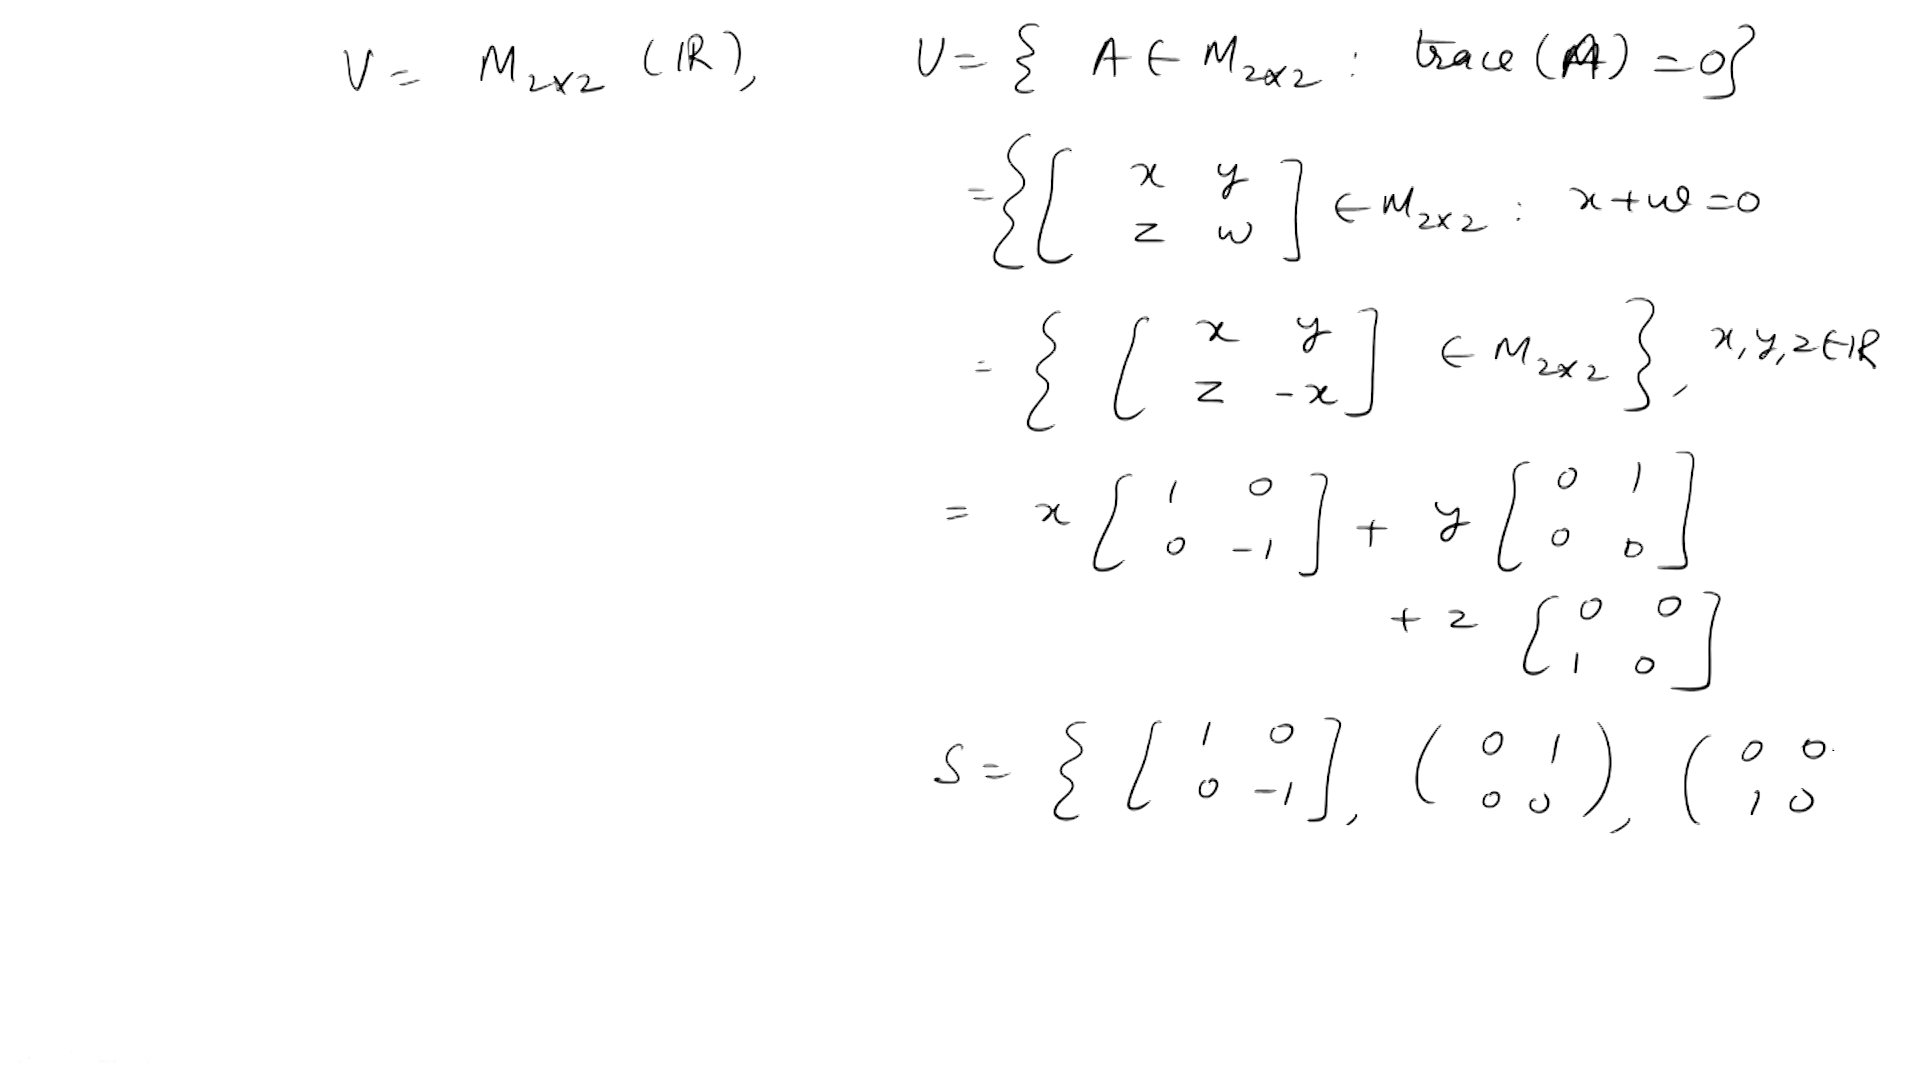 V = M₂ₓ₂ (ℝ), U = { A ∈ M₂ₓ₂ : trace (A) = 0}
= { [ x y ; z w ] ∈ M₂ₓ₂ : x + w = 0
= { [ x y ; z -x ] ∈ M₂ₓ₂ }, x, y, z ∈ ℝ
= x [ 1 0 ; 0 -1 ] + y [ 0 1 ; 0 0 ]
+ z [ 0 0 ; 1 0 ]
S = { [ 1 0 ; 0 -1 ], ( 0 1 ; 0 0 ), ( 0 0 ; 1 0